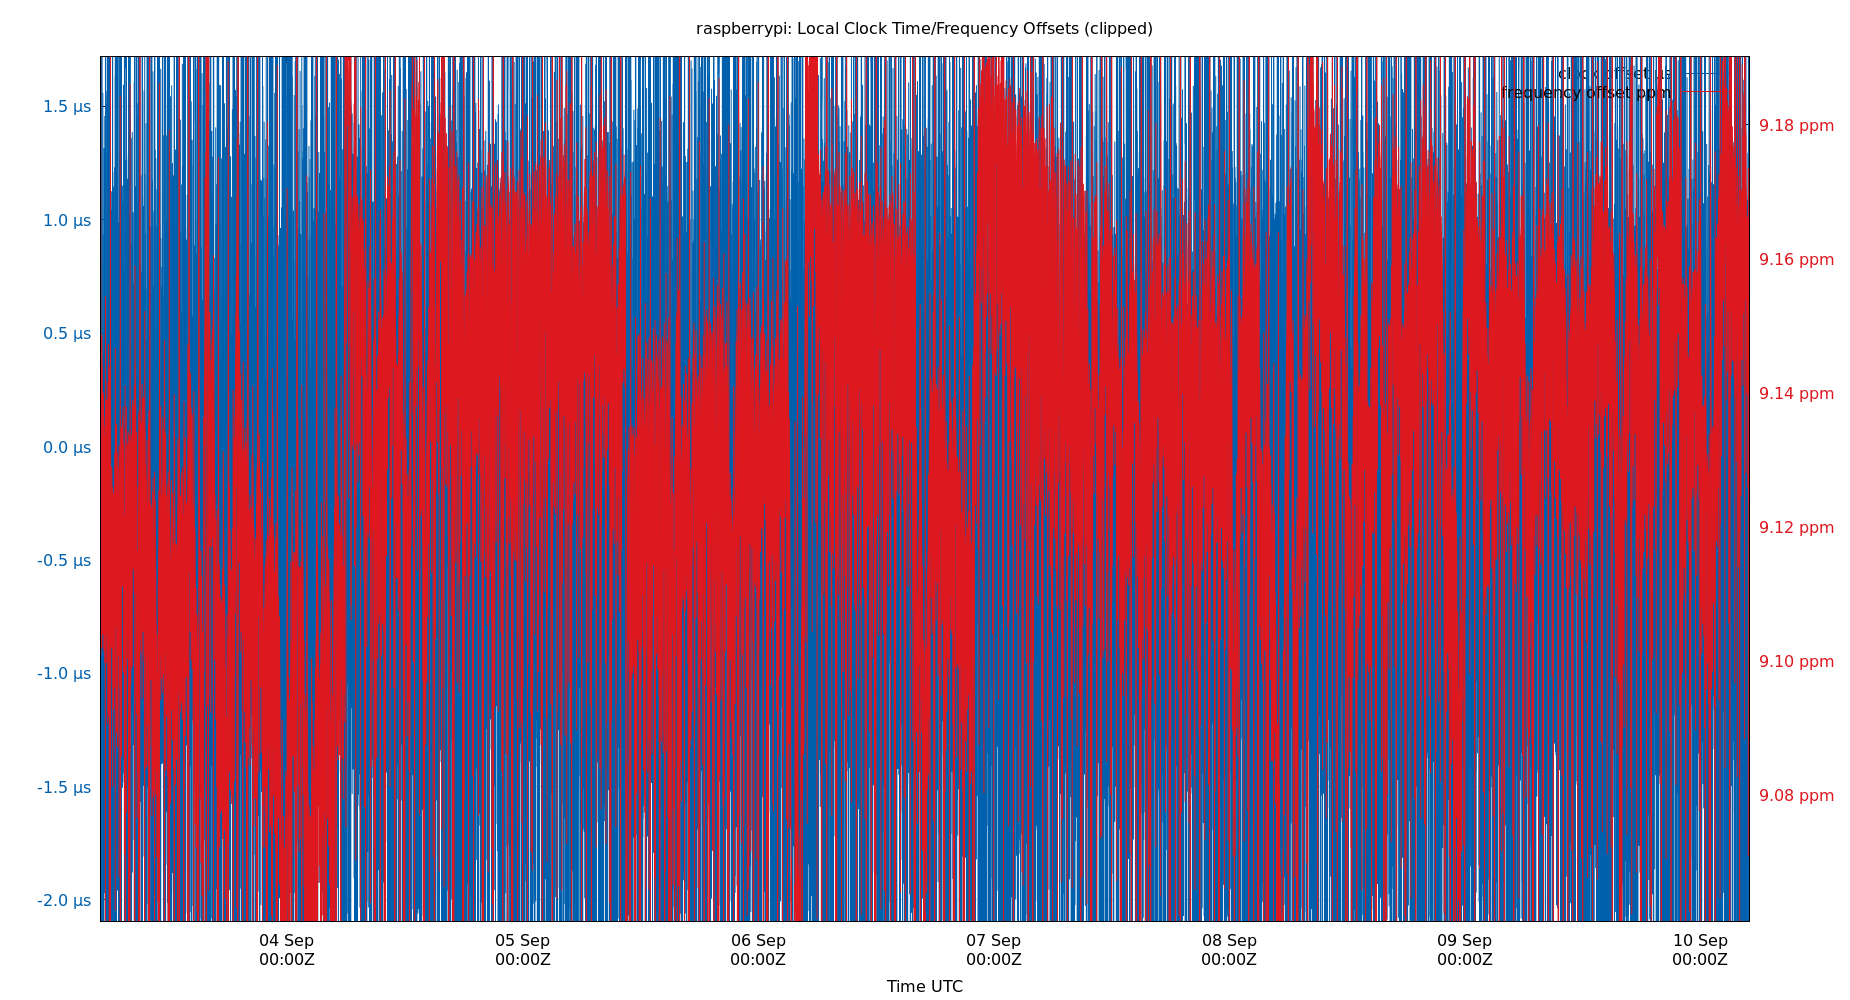 raspberrypi: Local Clock Time/Frequency Offsets (clipped)
clock offset µs
frequency offset ppm
1.5 µs
1.0 µs
0.5 µs
0.0 µs
-0.5 µs
-1.0 µs
-1.5 µs
-2.0 µs
9.18 ppm
9.16 ppm
9.14 ppm
9.12 ppm
9.10 ppm
9.08 ppm
04 Sep 05 Sep 06 Sep 07 Sep 08 Sep 09 Sep 10 Sep
00:00Z 00:00Z 00:00Z 00:00Z 00:00Z 00:00Z 00:00Z
Time UTC